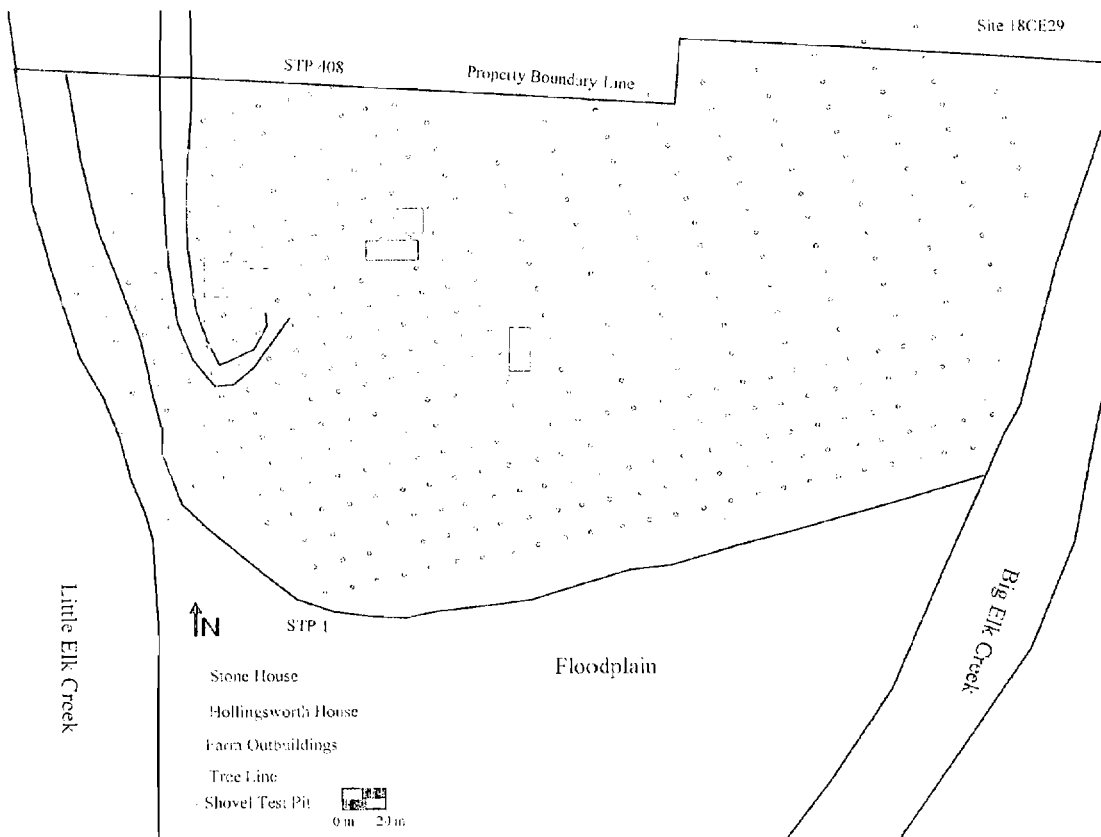 Site 18CE29
STP 408
Property Boundary Line
Little Elk Creek
N
STP 1
Floodplain
Big Elk Creek
Stone House
Hollingsworth House
Farm Outbuildings
Tree Line
Shovel Test Pit
0 m 20 m